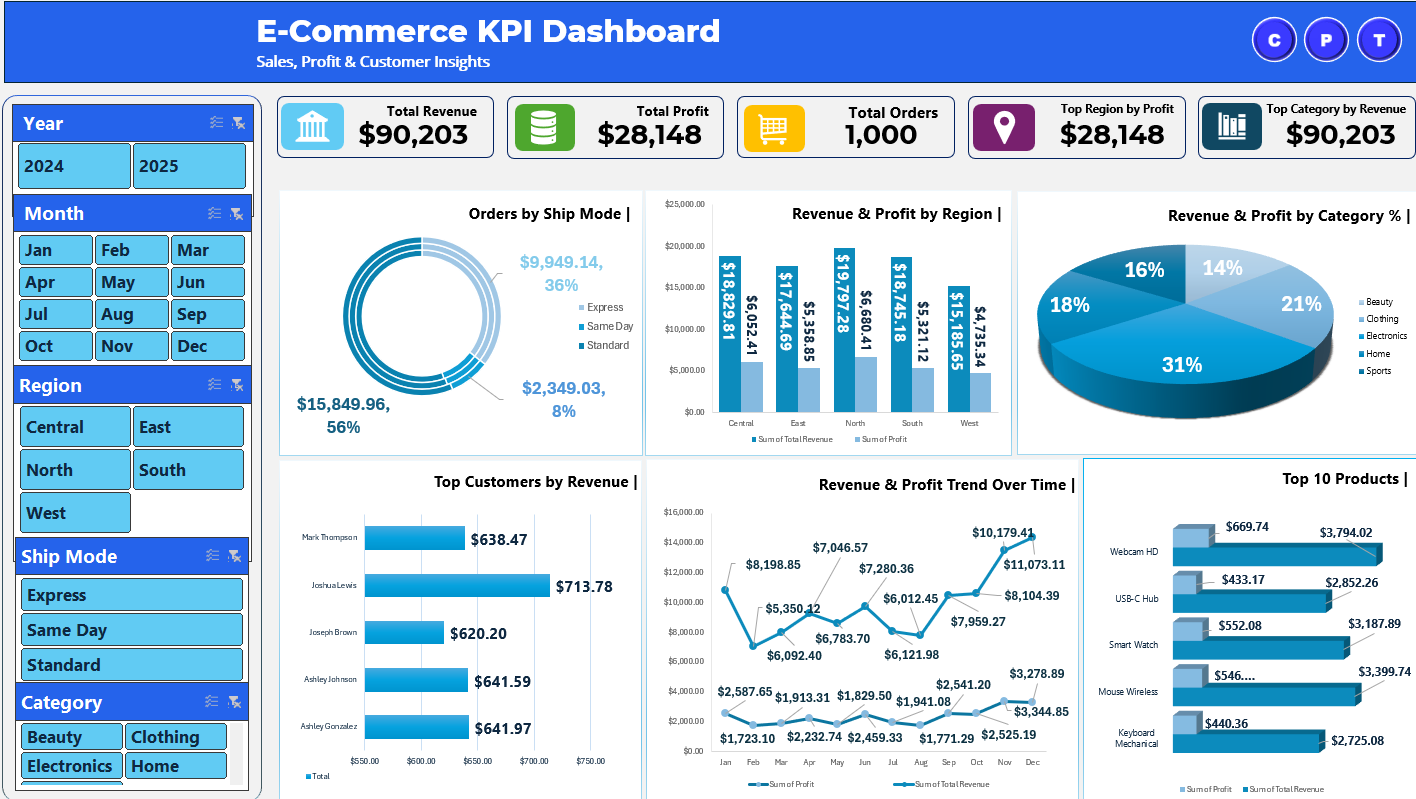 E-Commerce KPI Dashboard
Sales, Profit & Customer Insights
C P T
Year
2024 2025
Month
Jan Feb Mar
Apr May Jun
Jul Aug Sep
Oct Nov Dec
Region
Central East
North South
West
Ship Mode
Express
Same Day
Standard
Category
Beauty Clothing
Electronics Home
Total Revenue
$90,203
Total Profit
$28,148
Total Orders
1,000
Top Region by Profit
$28,148
Top Category by Revenue
$90,203
Orders by Ship Mode |
$9,949.14,
36%
Express
Same Day
Standard
$2,349.03,
8%
$15,849.96,
56%
Revenue & Profit by Region |
$25,000.00
$20,000.00
$15,000.00
$10,000.00
$5,000.00
$0.00
$18,829.81
$6,052.41
$17,644.69
$5,358.85
$19,797.28
$6,680.41
$18,745.18
$5,321.12
$15,185.65
$4,735.34
Central East North South West
Sum of Total Revenue Sum of Profit
Revenue & Profit by Category % |
16% 14%
18% 21%
31%
Beauty
Clothing
Electronics
Home
Sports
Top Customers by Revenue |
Mark Thompson $638.47
Joshua Lewis $713.78
Joseph Brown $620.20
Ashley Johnson $641.59
Ashley Gonzalez $641.97
$550.00 $600.00 $650.00 $700.00 $750.00
Total
Revenue & Profit Trend Over Time |
$16,000.00
$14,000.00
$12,000.00
$10,000.00
$8,000.00
$6,000.00
$4,000.00
$2,000.00
$0.00
$8,198.85
$5,350.12
$6,092.40
$7,046.57
$6,783.70
$7,280.36
$6,121.98
$6,012.45
$7,959.27
$8,104.39
$10,179.41
$11,073.11
$2,587.65
$1,723.10
$1,913.31
$2,232.74
$1,829.50
$2,459.33
$1,941.08
$1,771.29
$2,541.20
$2,525.19
$3,344.85
$3,278.89
Jan Feb Mar Apr May Jun Jul Aug Sep Oct Nov Dec
Sum of Profit Sum of Total Revenue
Top 10 Products |
Webcam HD $669.74 $3,794.02
USB-C Hub $433.17 $2,852.26
Smart Watch $552.08 $3,187.89
Mouse Wireless $546.... $3,399.74
Keyboard
Mechanical
$440.36 $2,725.08
Sum of Profit Sum of Total Revenue